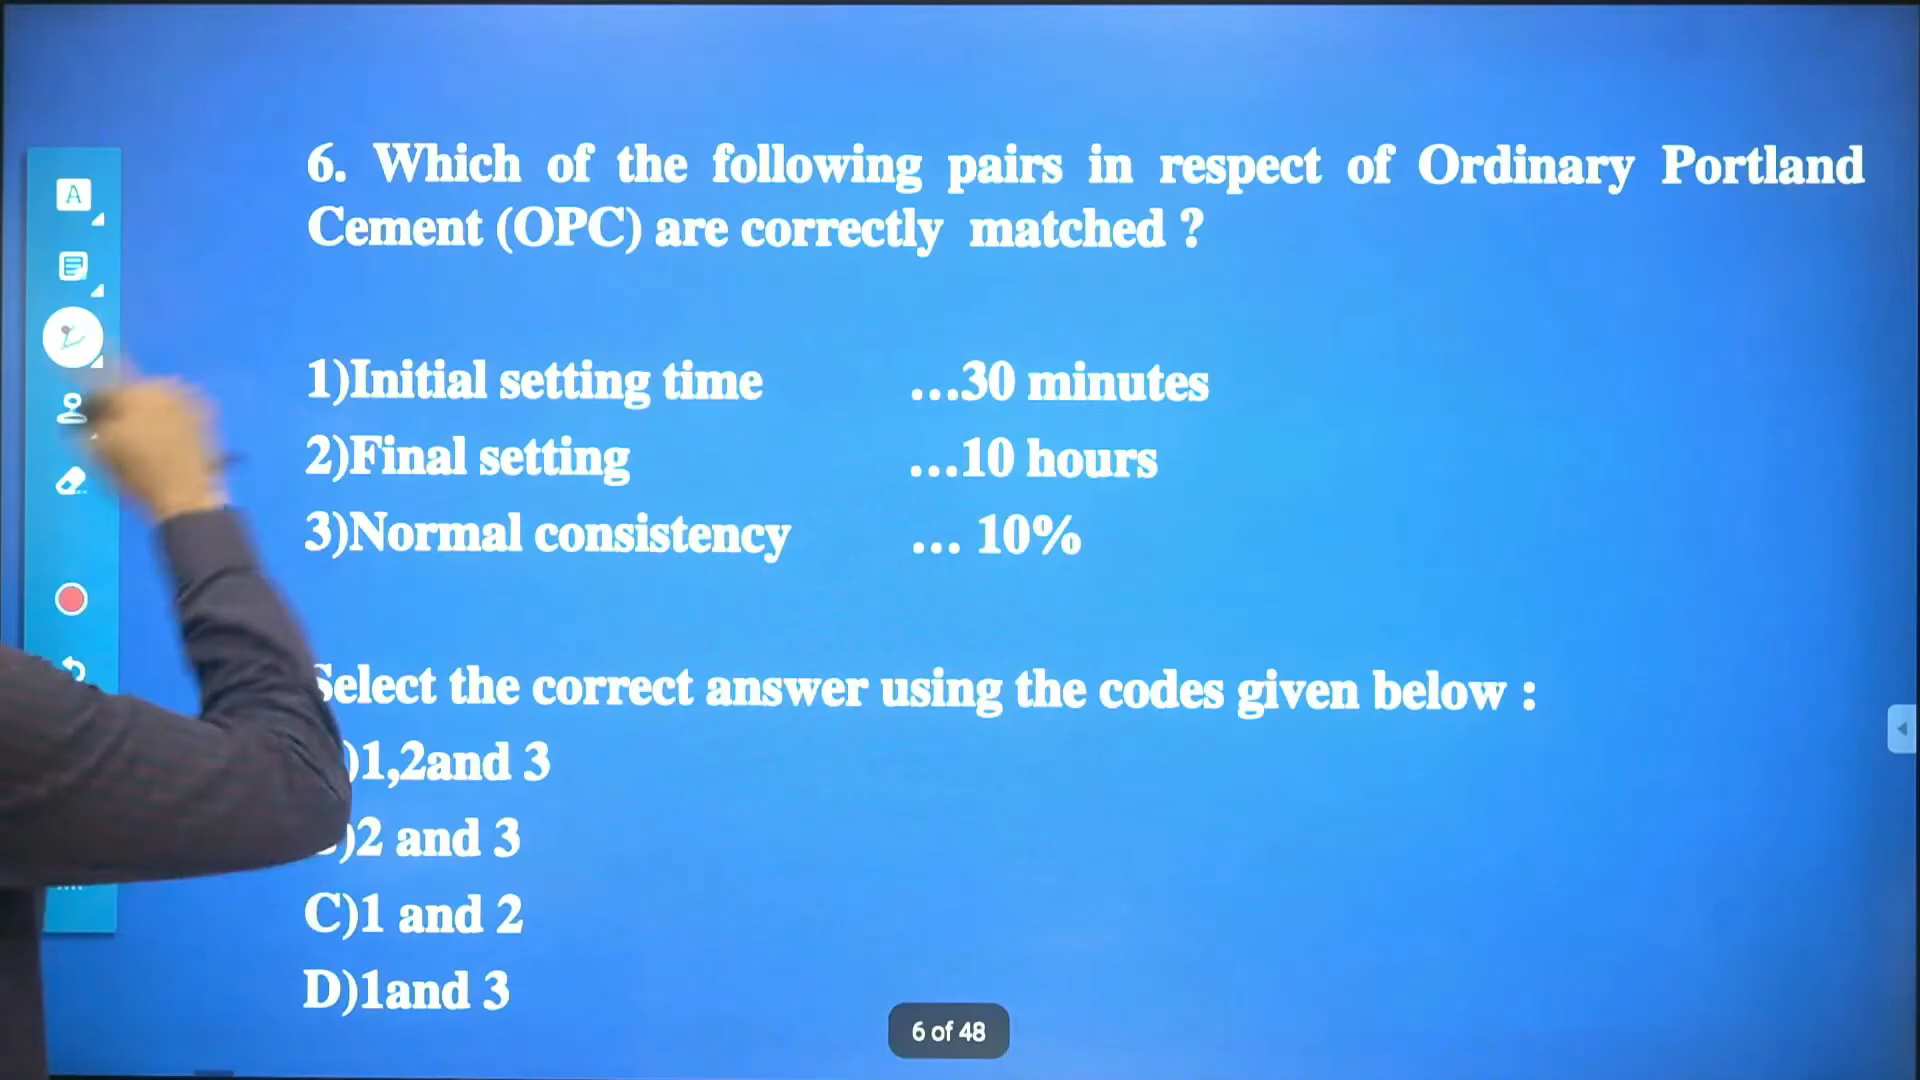 A
6. Which of the following pairs in respect of Ordinary Portland
Cement (OPC) are correctly matched ?
1)Initial setting time ...30 minutes
2)Final setting ...10 hours
3)Normal consistency ... 10%
Select the correct answer using the codes given below :
)1,2and 3
)2 and 3
C)1 and 2
D)1and 3
6 of 48